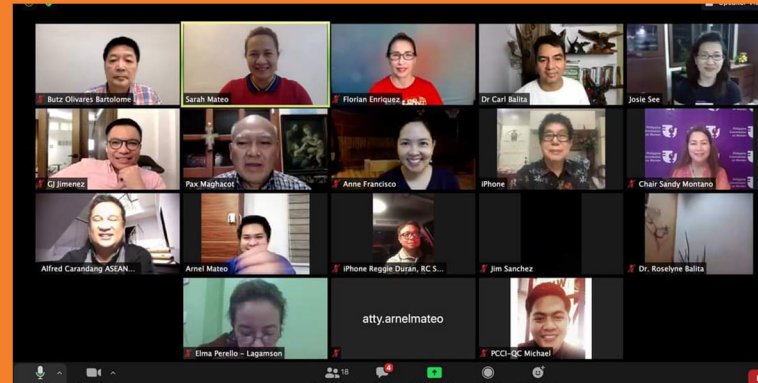 Butz Olivares Bartolome
Sarah Mateo
Florian Enriquez
Dr Carl Balita
Josie See
GJ Jimenez
Pax Maghacot
Anne Francisco
iPhone
Chair Sandy Montano
Alfred Carandang ASEAN...
Arnel Mateo
iPhone Reggie Duran, RC S...
Jim Sanchez
Dr. Roselyne Balita
Elma Perello - Lagamson
atty.arnelmateo
PCCI-QC Michael
18
4